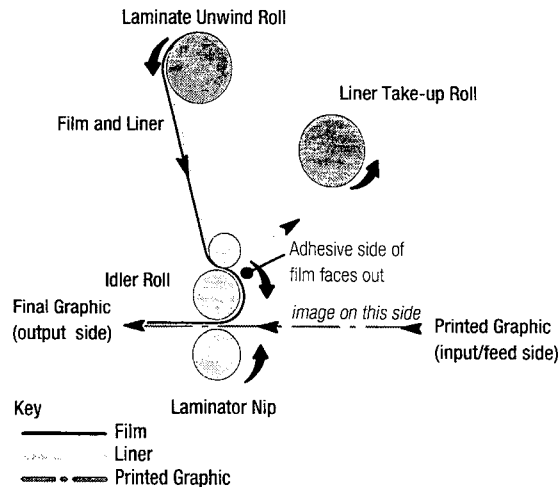 Laminate Unwind Roll
Liner Take-up Roll
Film and Liner
Adhesive side of
film faces out
Idler Roll
Final Graphic
(output side)
image on this side
Printed Graphic
(input/feed side)
Laminator Nip
Key
Film
Liner
Printed Graphic